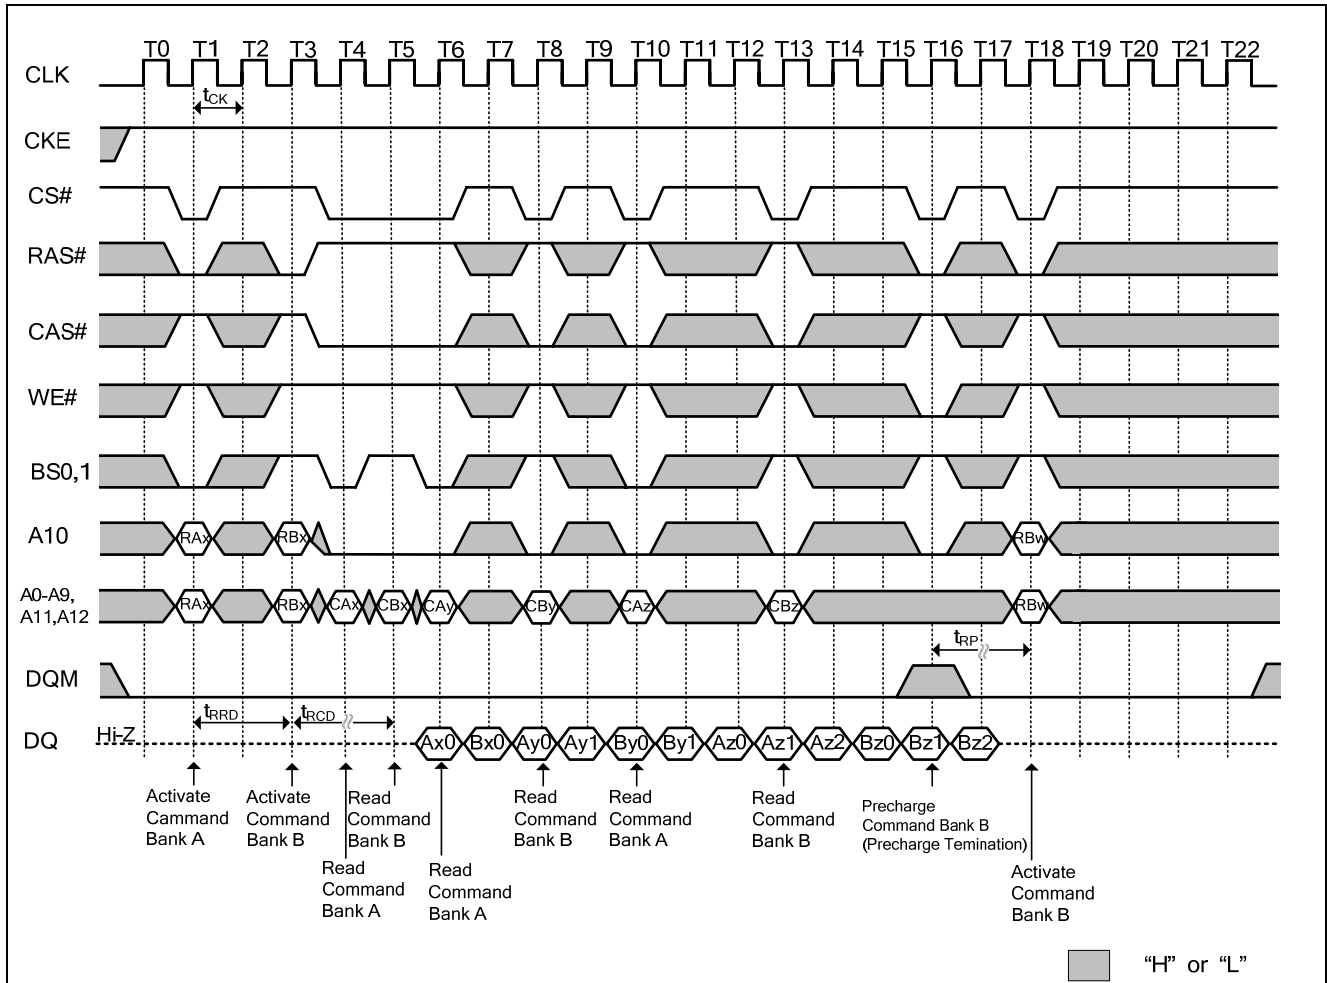 T0 T1 T2 T3 T4 T5 T6 T7 T8 T9 T10 T11 T12 T13 T14 T15 T16 T17 T18 T19 T20 T21 T22
CLK
tCK
CKE
CS#
RAS#
CAS#
WE#
BS0,1
A10
RAx RBx RBw
A0-A9,
A11,A12
RAx RBx CAx CBx CAy CBy CAz CBz RBw
tRP
DQM
tRRD tRCD
DQ
Hi-Z
Ax0 Bx0 Ay0 Ay1 By0 By1 Az0 Az1 Az2 Bz0 Bz1 Bz2
Activate
Cammand
Bank A
Activate
Command
Bank B
Read
Command
Bank B
Read
Command
Bank B
Read
Command
Bank A
Read
Command
Bank B
Precharge
Command Bank B
(Precharge Temination)
Read
Command
Bank A
Read
Command
Bank A
Activate
Command
Bank B
“H” or “L”